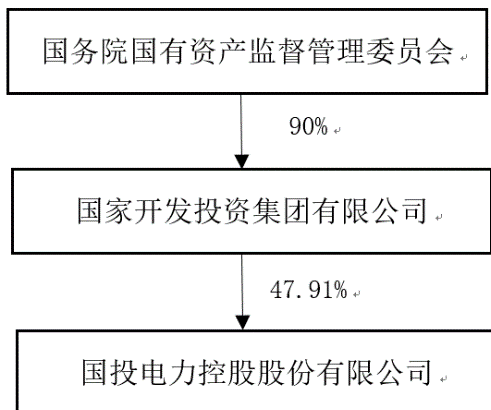 国务院国有资产监督管理委员会
90%
国家开发投资集团有限公司
47.91%
国投电力控股股份有限公司